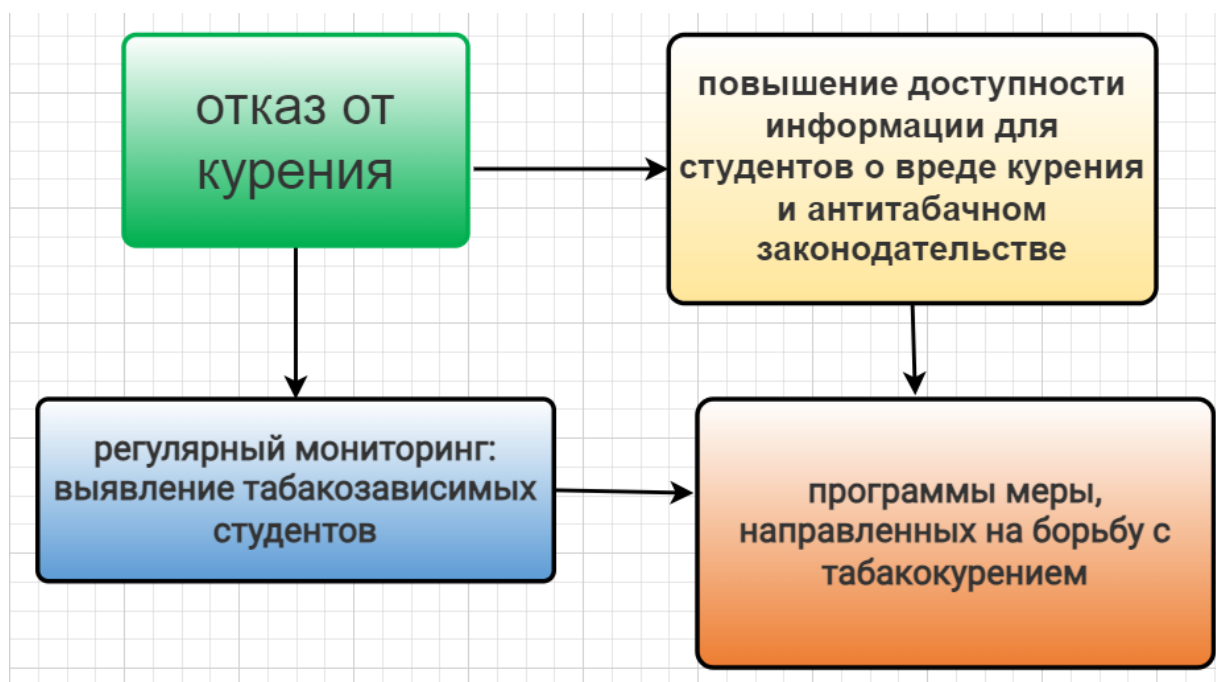 отказ от
курения
повышение доступности
информации для
студентов о вреде курения
и антитабачном
законодательстве
регулярный мониторинг:
выявление табакозависимых
студентов
программы меры,
направленных на борьбу с
табакокурением